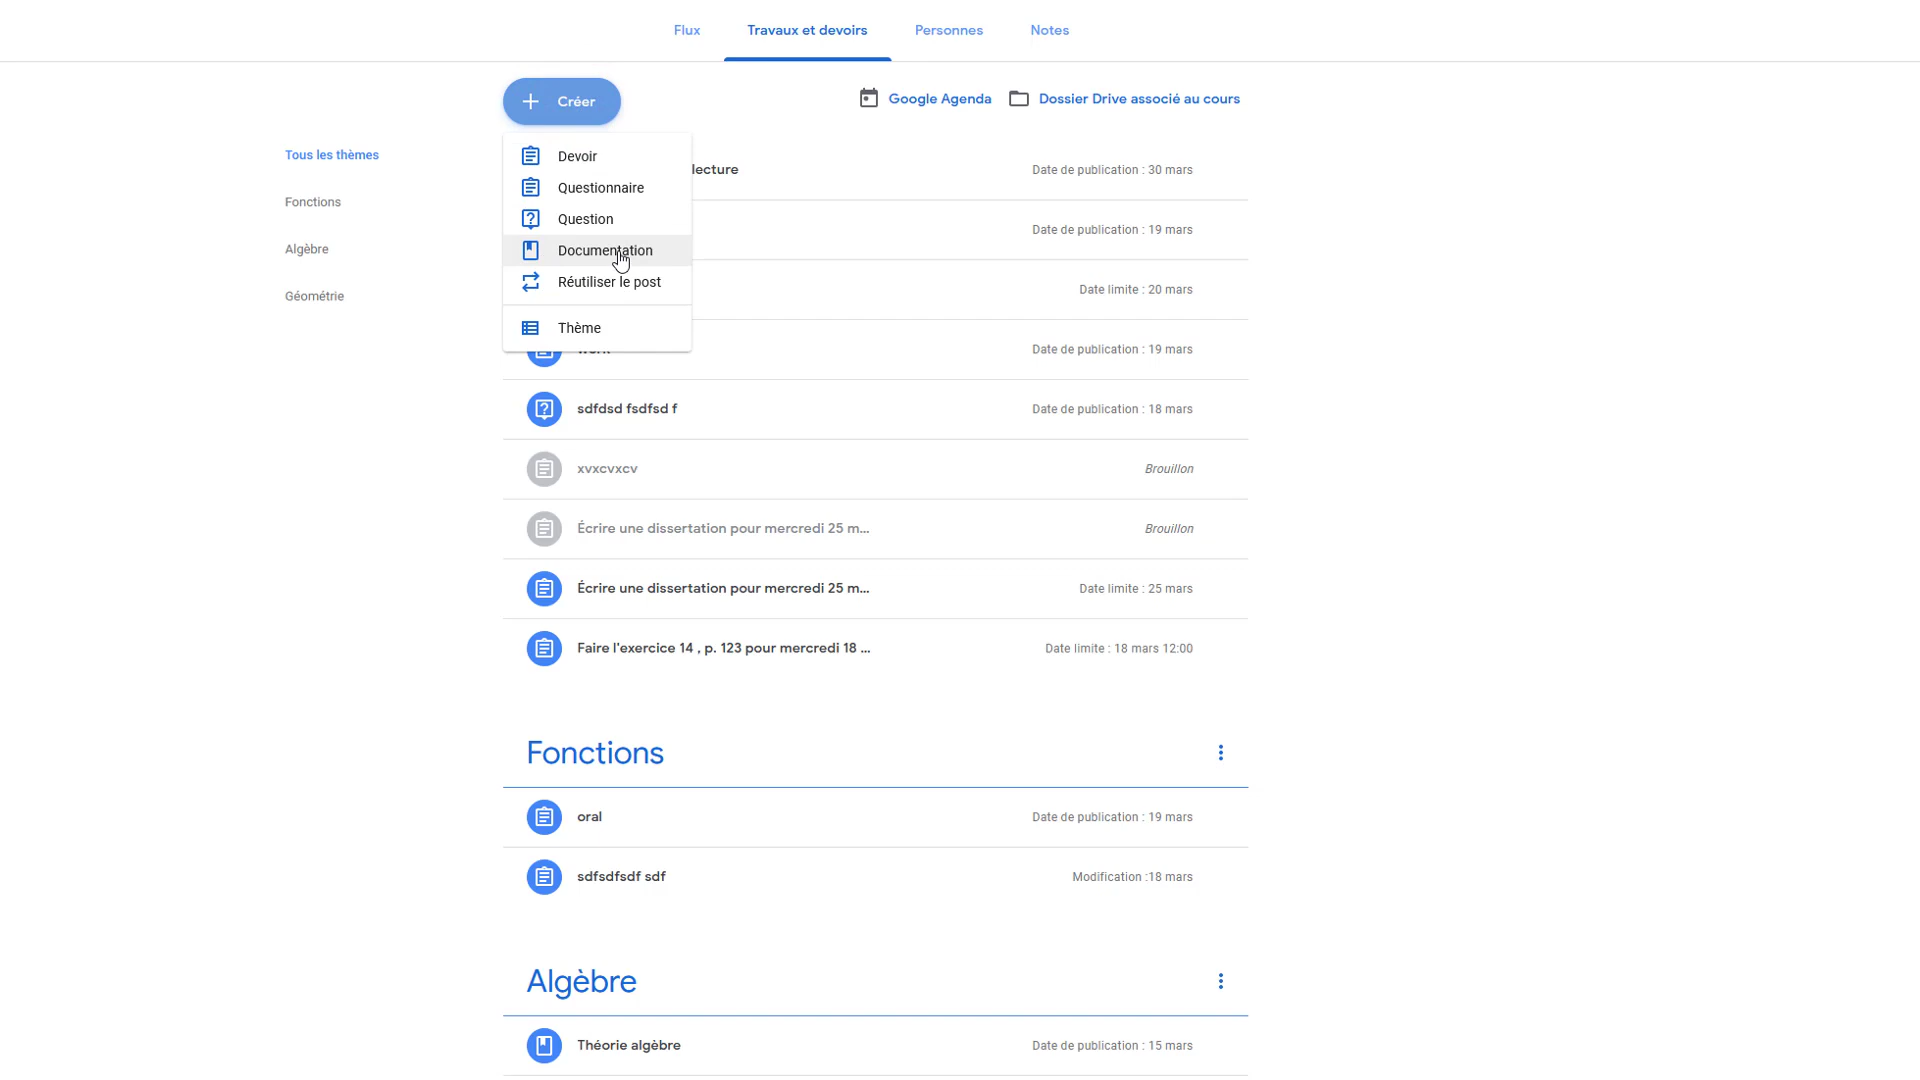 Flux
Travaux et devoirs
Personnes
Notes
Créer
Google Agenda
Dossier Drive associé au cours
Tous les thèmes
Fonctions
Algèbre
Géométrie
Devoir
Questionnaire
Question
Documentation
Réutiliser le post
Thème
lecture
Date de publication : 30 mars
Date de publication : 19 mars
Date limite : 20 mars
Date de publication : 19 mars
sdfdsd fsdfsd f
Date de publication : 18 mars
xvxcvxcv
Brouillon
Écrire une dissertation pour mercredi 25 m...
Brouillon
Écrire une dissertation pour mercredi 25 m...
Date limite : 25 mars
Faire l'exercice 14 , p. 123 pour mercredi 18 ...
Date limite : 18 mars 12:00
Fonctions
oral
Date de publication : 19 mars
sdfsdfsdf sdf
Modification :18 mars
Algèbre
Théorie algèbre
Date de publication : 15 mars